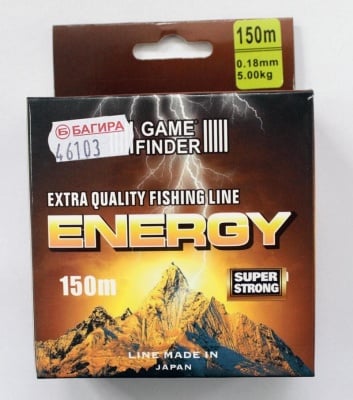 150m
0.18mm
5.00kg
Б БАГИРА
46103
GAME
FINDER
EXTRA QUALITY FISHING LINE
ENERGY
150m
SUPER
STRONG
LINE MADE IN
JAPAN